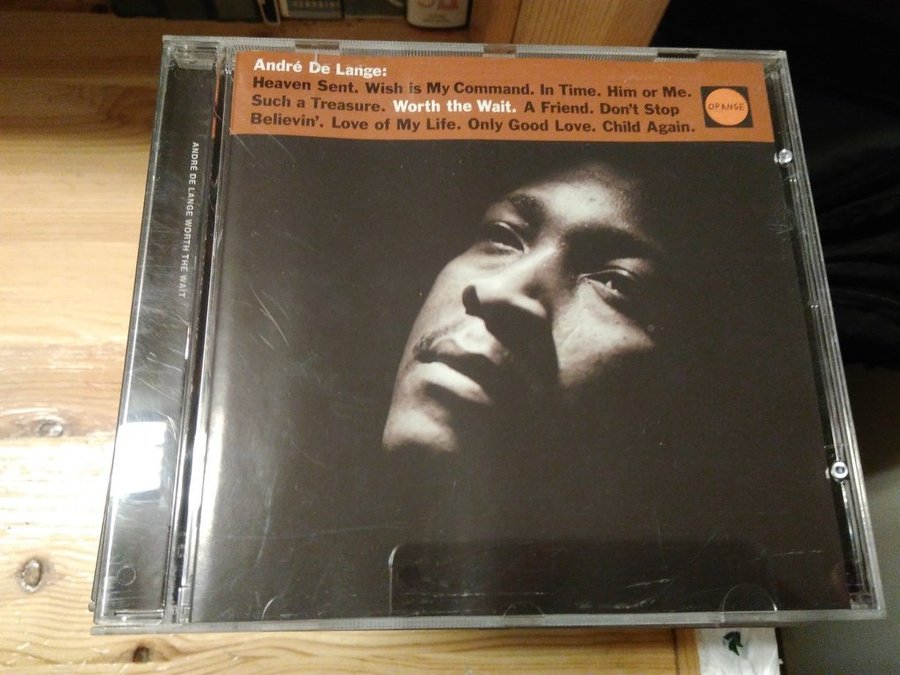 André De Lange:
Heaven Sent. Wish is My Command. In Time. Him or Me.
Such a Treasure. Worth the Wait. A Friend. Don't Stop
Believin'. Love of My Life. Only Good Love. Child Again.
ORANGE
ANDRÉ DE LANGE WORTH THE WAIT